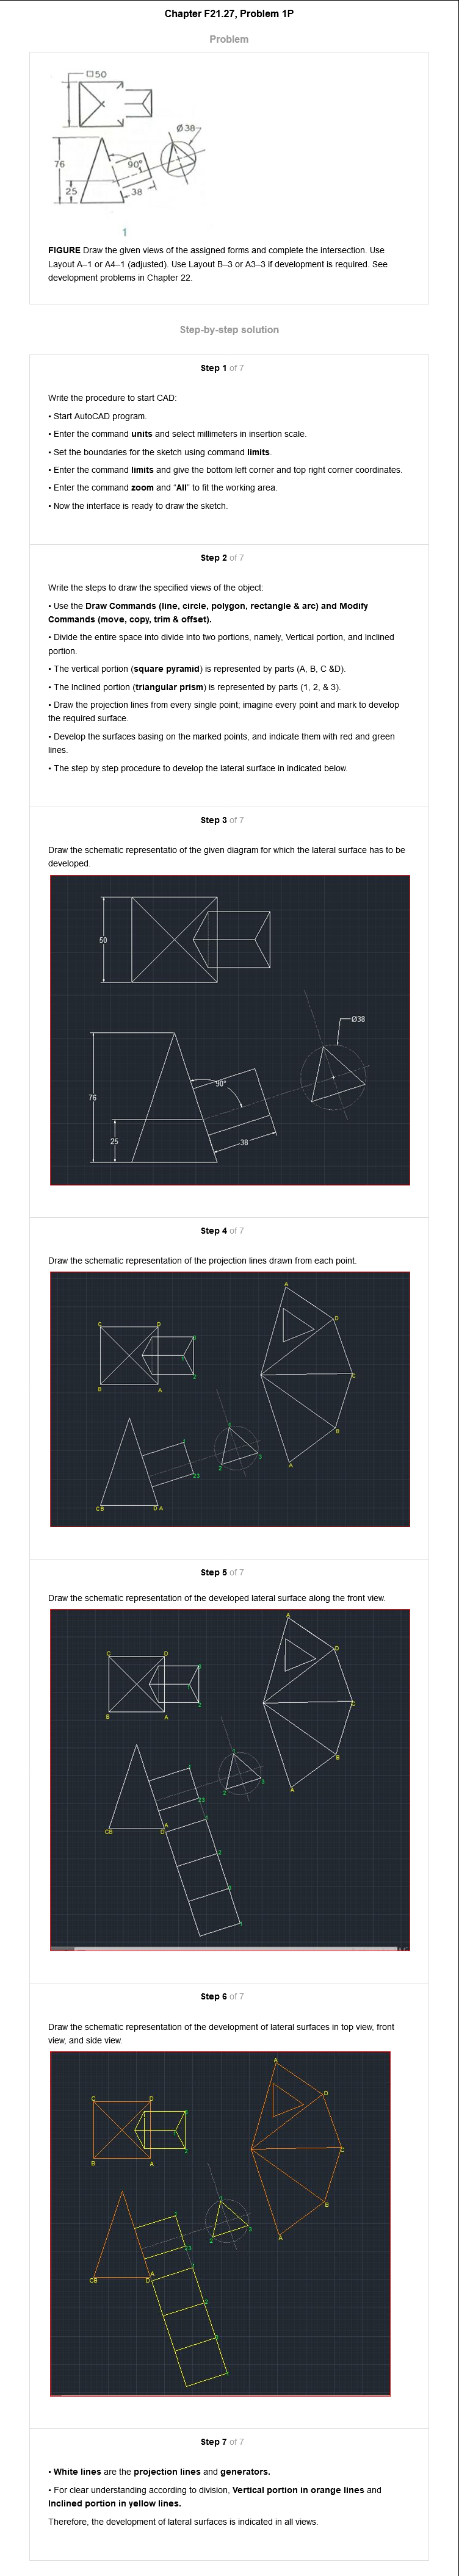 Chapter F21.27, Problem 1P
Problem
□50
Ø38
76
90°
25
38
1
FIGURE Draw the given views of the assigned forms and complete the intersection. Use
Layout A–1 or A4–1 (adjusted). Use Layout B–3 or A3–3 if development is required. See
development problems in Chapter 22.
Step-by-step solution
Step 1 of 7
Write the procedure to start CAD:
• Start AutoCAD program.
• Enter the command units and select millimeters in insertion scale.
• Set the boundaries for the sketch using command limits.
• Enter the command limits and give the bottom left corner and top right corner coordinates.
• Enter the command zoom and “All” to fit the working area.
• Now the interface is ready to draw the sketch.
Step 2 of 7
Write the steps to draw the specified views of the object:
• Use the Draw Commands (line, circle, polygon, rectangle & arc) and Modify
Commands (move, copy, trim & offset).
• Divide the entire space into divide into two portions, namely, Vertical portion, and Inclined
portion.
• The vertical portion (square pyramid) is represented by parts (A, B, C &D).
• The Inclined portion (triangular prism) is represented by parts (1, 2, & 3).
• Draw the projection lines from every single point; imagine every point and mark to develop
the required surface.
• Develop the surfaces basing on the marked points, and indicate them with red and green
lines.
• The step by step procedure to develop the lateral surface in indicated below.
Step 3 of 7
Draw the schematic representatio of the given diagram for which the lateral surface has to be
developed.
50
Ø38
90°
76
25
38
Step 4 of 7
Draw the schematic representation of the projection lines drawn from each point.
A
C D
D
3
1
C
2
B A
B
1
1
3
A
2
23
CB D A
Step 5 of 7
Draw the schematic representation of the developed lateral surface along the front view.
A
D
C D
3
1
C
2
B A
1
B
1
3
A
2
23
1
A
CB D
2
3
1
Step 6 of 7
Draw the schematic representation of the development of lateral surfaces in top view, front
view, and side view.
A
D
C D
3
1
C
2
B A
B
1
1
3
A
2
23
1
A
CB D
2
3
1
Step 7 of 7
• White lines are the projection lines and generators.
• For clear understanding according to division, Vertical portion in orange lines and
Inclined portion in yellow lines.
Therefore, the development of lateral surfaces is indicated in all views.